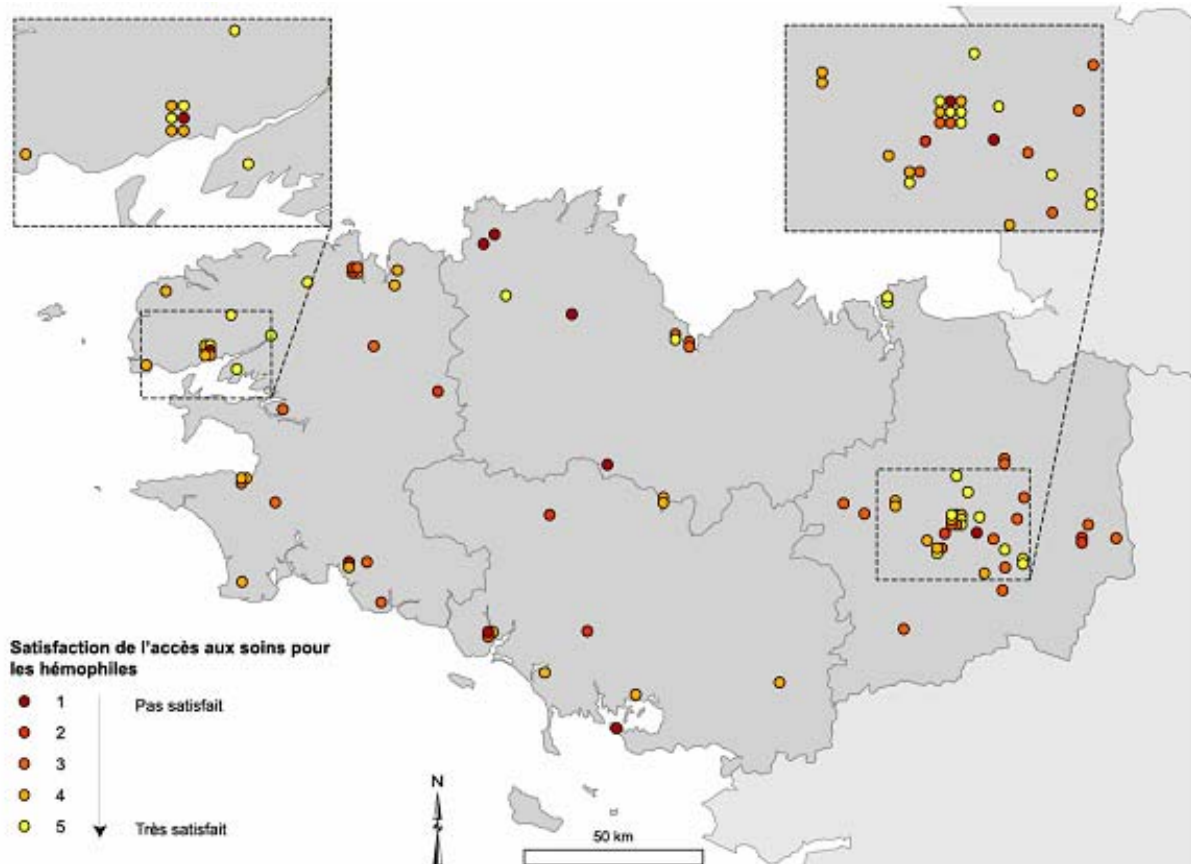 Satisfaction de l'accès aux soins pour
les hémophiles
1 Pas satisfait
2
3
4
5 Très satisfait
N
50 km